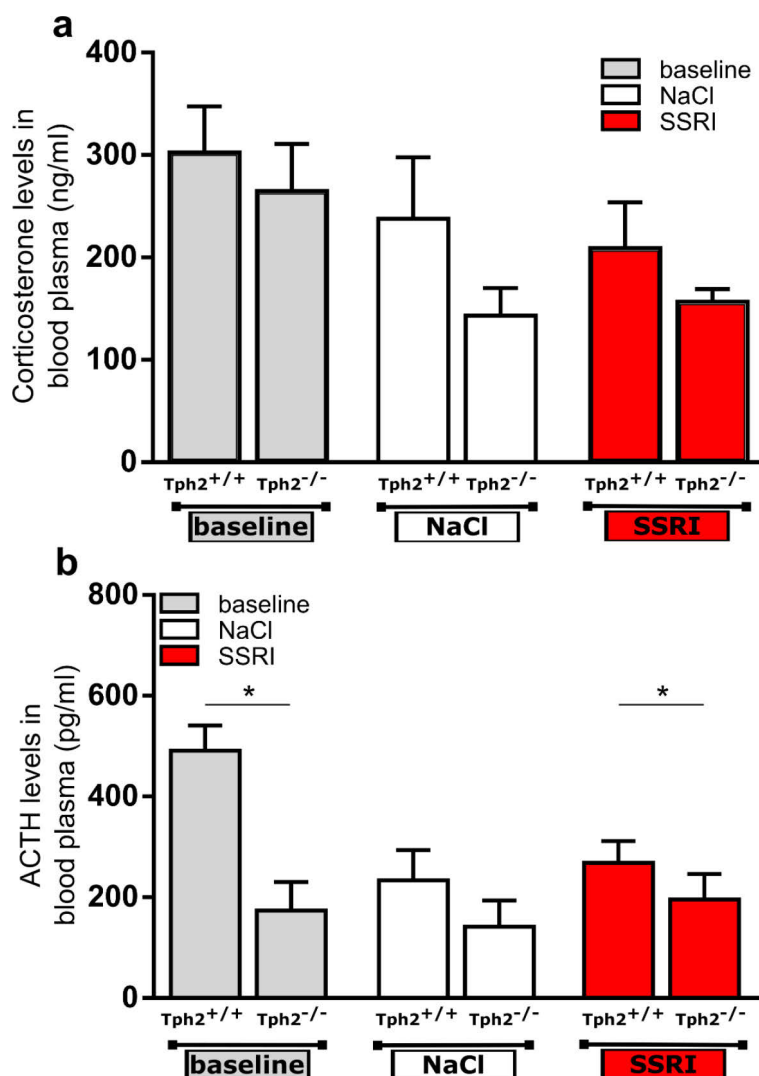 a
Corticosterone levels in
blood plasma (ng/ml)
400
300
200
100
0
baseline
NaCl
SSRI
Tph2+/+ Tph2-/- Tph2+/+ Tph2-/- Tph2+/+ Tph2-/-
baseline NaCl SSRI
b
ACTH levels in
blood plasma (pg/ml)
800
600
400
200
0
baseline
NaCl
SSRI
* *
Tph2+/+ Tph2-/- Tph2+/+ Tph2-/- Tph2+/+ Tph2-/-
baseline NaCl SSRI